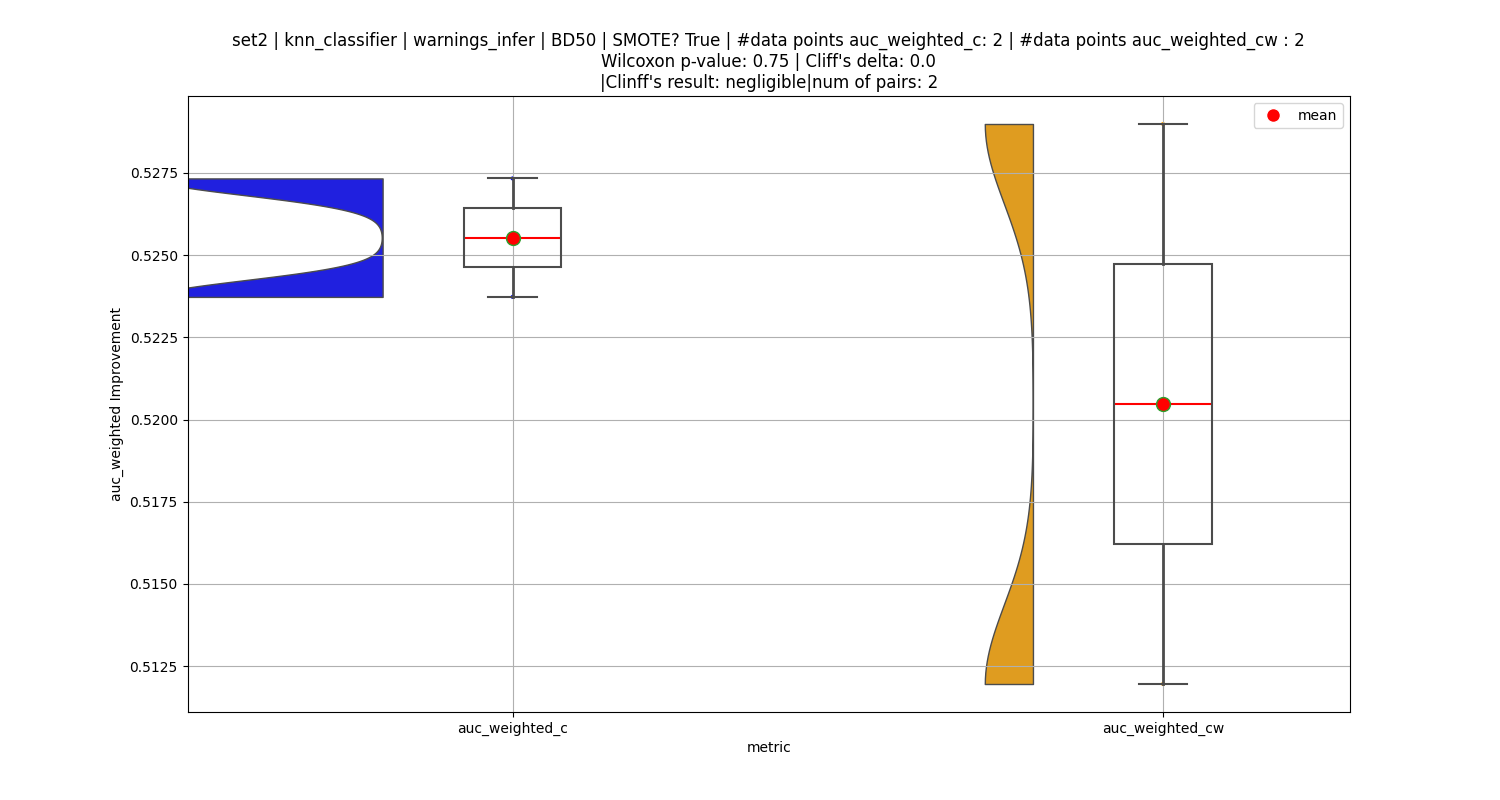 set2 | knn_classifier | warnings_infer | BD50 | SMOTE? True | #data points auc_weighted_c: 2 | #data points auc_weighted_cw : 2
Wilcoxon p-value: 0.75 | Cliff's delta: 0.0
|Clinff's result: negligible|num of pairs: 2
mean
0.5275
0.5250
0.5225
0.5200
0.5175
0.5150
0.5125
auc_weighted Improvement
auc_weighted_c
auc_weighted_cw
metric